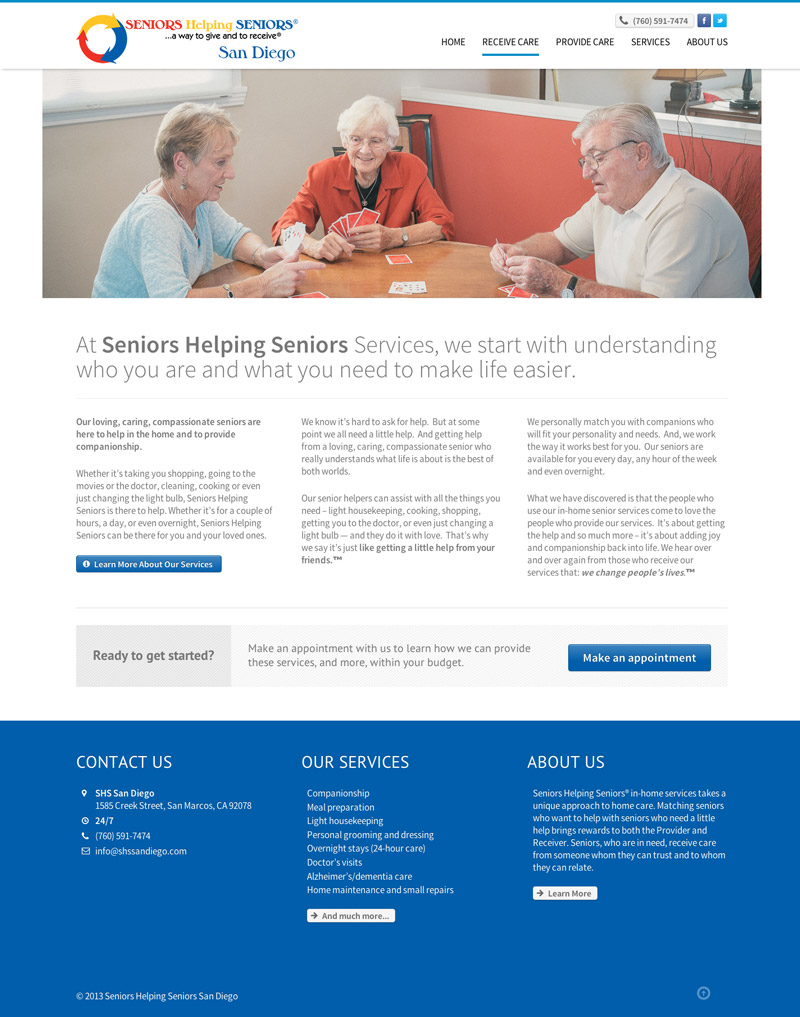 SENIORS Helping SENIORS®
...a way to give and to receive®
San Diego
(760) 591-7474
HOME
RECEIVE CARE
PROVIDE CARE
SERVICES
ABOUT US
At Seniors Helping Seniors Services, we start with understanding
who you are and what you need to make life easier.
Our loving, caring, compassionate seniors are
here to help in the home and to provide
companionship.
Whether it's taking you shopping, going to the
movies or the doctor, cleaning, cooking or even
just changing the light bulb, Seniors Helping
Seniors is there to help. Whether it's for a couple of
hours, a day, or even overnight, Seniors Helping
Seniors can be there for you and your loved ones.
Learn More About Our Services
We know it's hard to ask for help. But at some
point we all need a little help. And getting help
from a loving, caring, compassionate senior who
really understands what life is about is the best of
both worlds.
Our senior helpers can assist with all the things you
need – light housekeeping, cooking, shopping,
getting you to the doctor, or even just changing a
light bulb — and they do it with love. That's why
we say it's just like getting a little help from your
friends.™
We personally match you with companions who
will fit your personality and needs. And, we work
the way it works best for you. Our seniors are
available for you every day, any hour of the week
and even overnight.
What we have discovered is that the people who
use our in-home senior services come to love the
people who provide our services. It's about getting
the help and so much more – it's about adding joy
and companionship back into life. We hear over
and over again from those who receive our
services that: we change people's lives.™
Ready to get started?
Make an appointment with us to learn how we can provide
these services, and more, within your budget.
Make an appointment
CONTACT US
SHS San Diego
1585 Creek Street, San Marcos, CA 92078
24/7
(760) 591-7474
info@shssandiego.com
OUR SERVICES
Companionship
Meal preparation
Light housekeeping
Personal grooming and dressing
Overnight stays (24-hour care)
Doctor's visits
Alzheimer's/dementia care
Home maintenance and small repairs
And much more...
ABOUT US
Seniors Helping Seniors® in-home services takes a
unique approach to home care. Matching seniors
who want to help with seniors who need a little
help brings rewards to both the Provider and
Receiver. Seniors, who are in need, receive care
from someone whom they can trust and to whom
they can relate.
Learn More
© 2013 Seniors Helping Seniors San Diego